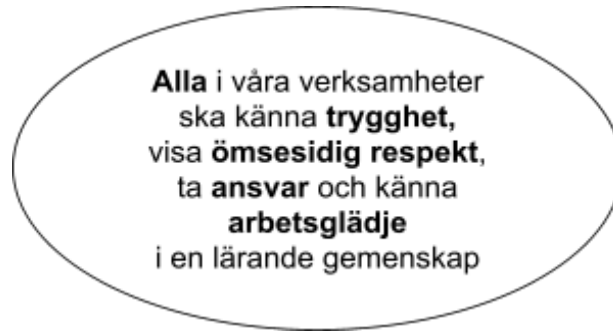 Alla i våra verksamheter
ska känna trygghet,
visa ömsesidig respekt,
ta ansvar och känna
arbetsglädje
i en lärande gemenskap